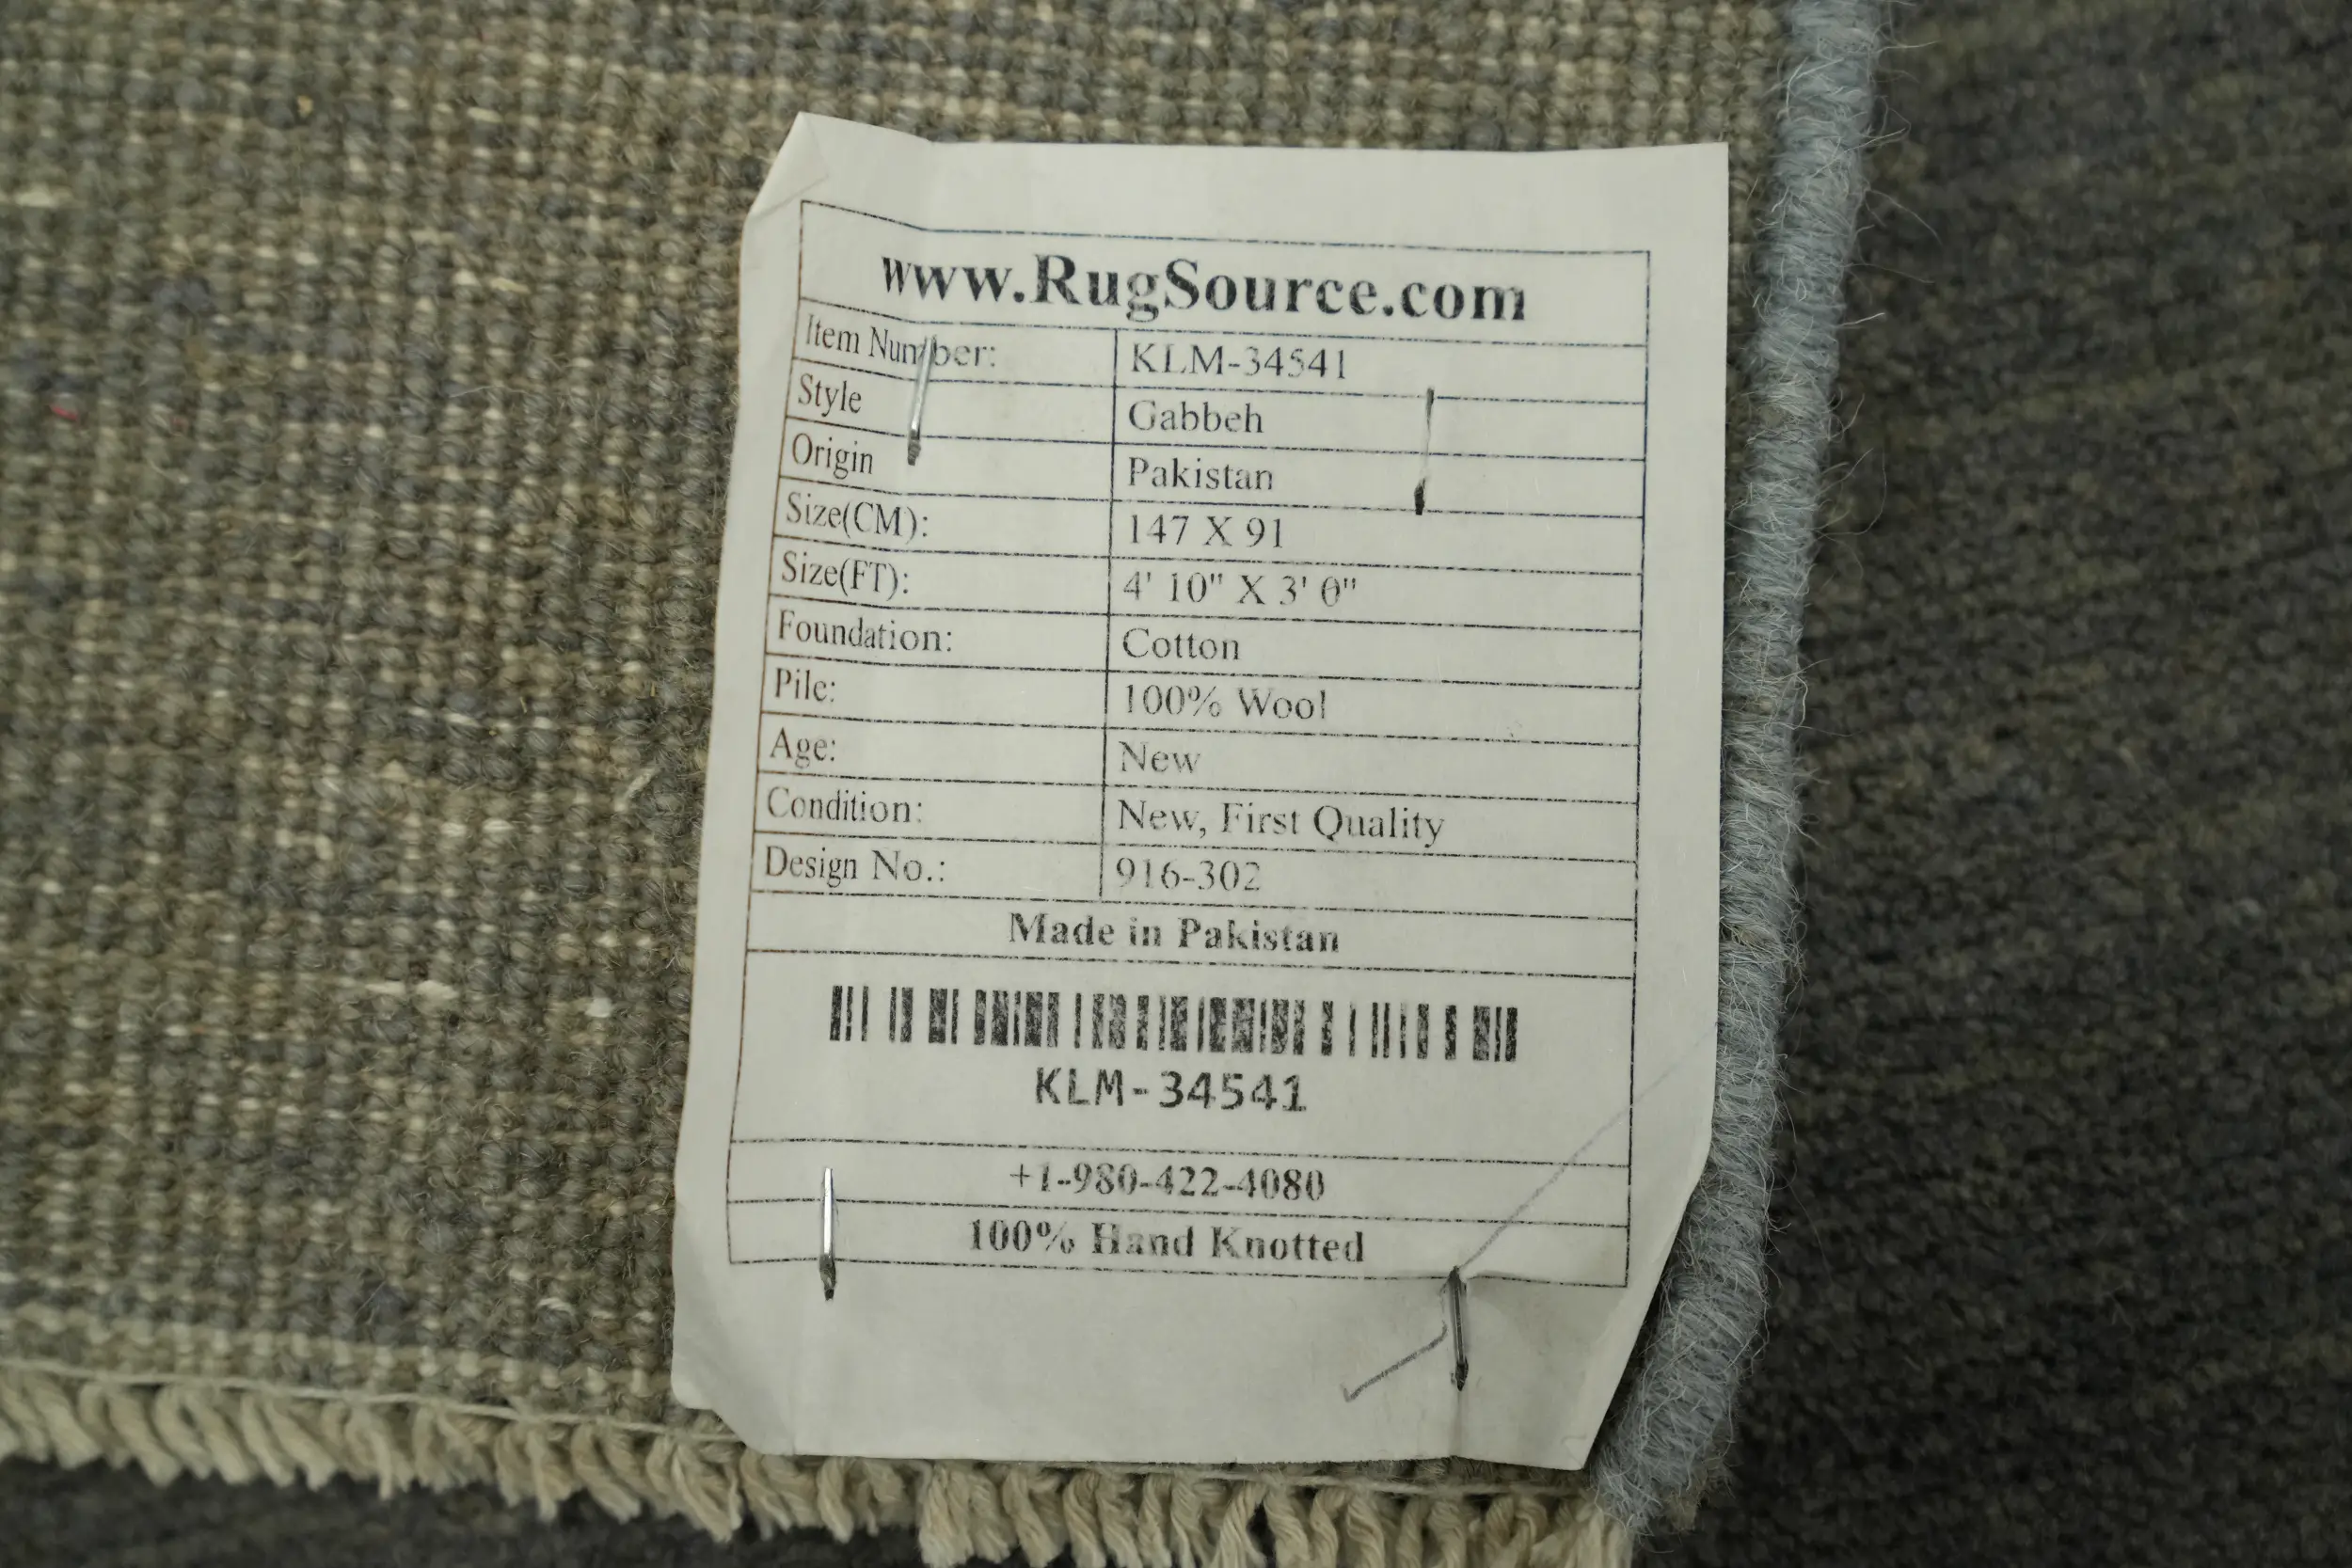 www.RugSource.com
Item Number: KLM-34541
Style Gabbeh
Origin Pakistan
Size(CM): 147 X 91
Size(FT): 4' 10" X 3' 0"
Foundation: Cotton
Pile: 100% Wool
Age: New
Condition: New, First Quality
Design No.: 916-302
Made in Pakistan
KLM-34541
+1-980-422-4080
100% Hand Knotted